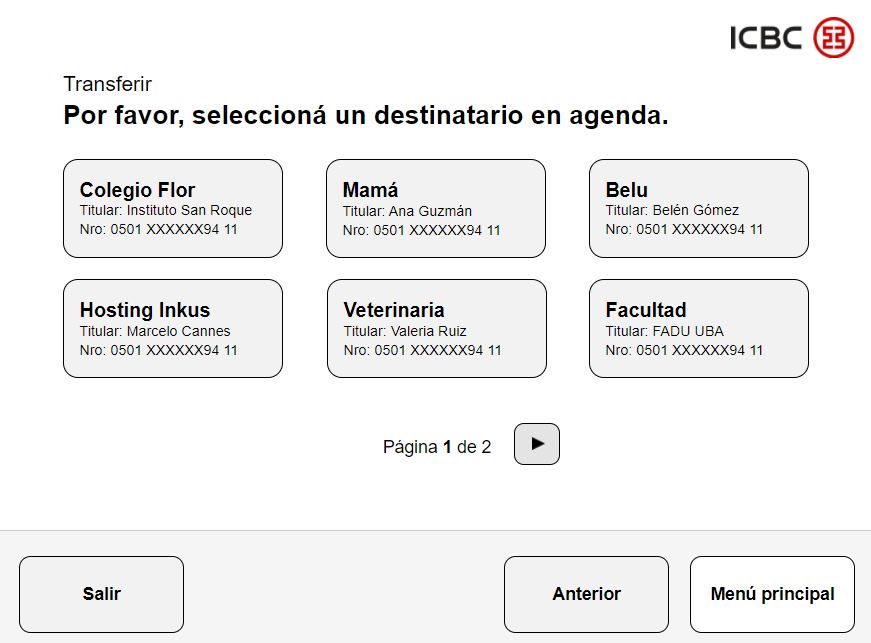 ICBC
Transferir
Por favor, seleccioná un destinatario en agenda.
Colegio Flor
Titular: Instituto San Roque
Nro: 0501 XXXXXX94 11
Mamá
Titular: Ana Guzmán
Nro: 0501 XXXXXX94 11
Belu
Titular: Belén Gómez
Nro: 0501 XXXXXX94 11
Hosting Inkus
Titular: Marcelo Cannes
Nro: 0501 XXXXXX94 11
Veterinaria
Titular: Valeria Ruiz
Nro: 0501 XXXXXX94 11
Facultad
Titular: FADU UBA
Nro: 0501 XXXXXX94 11
Página 1 de 2
Salir
Anterior
Menú principal